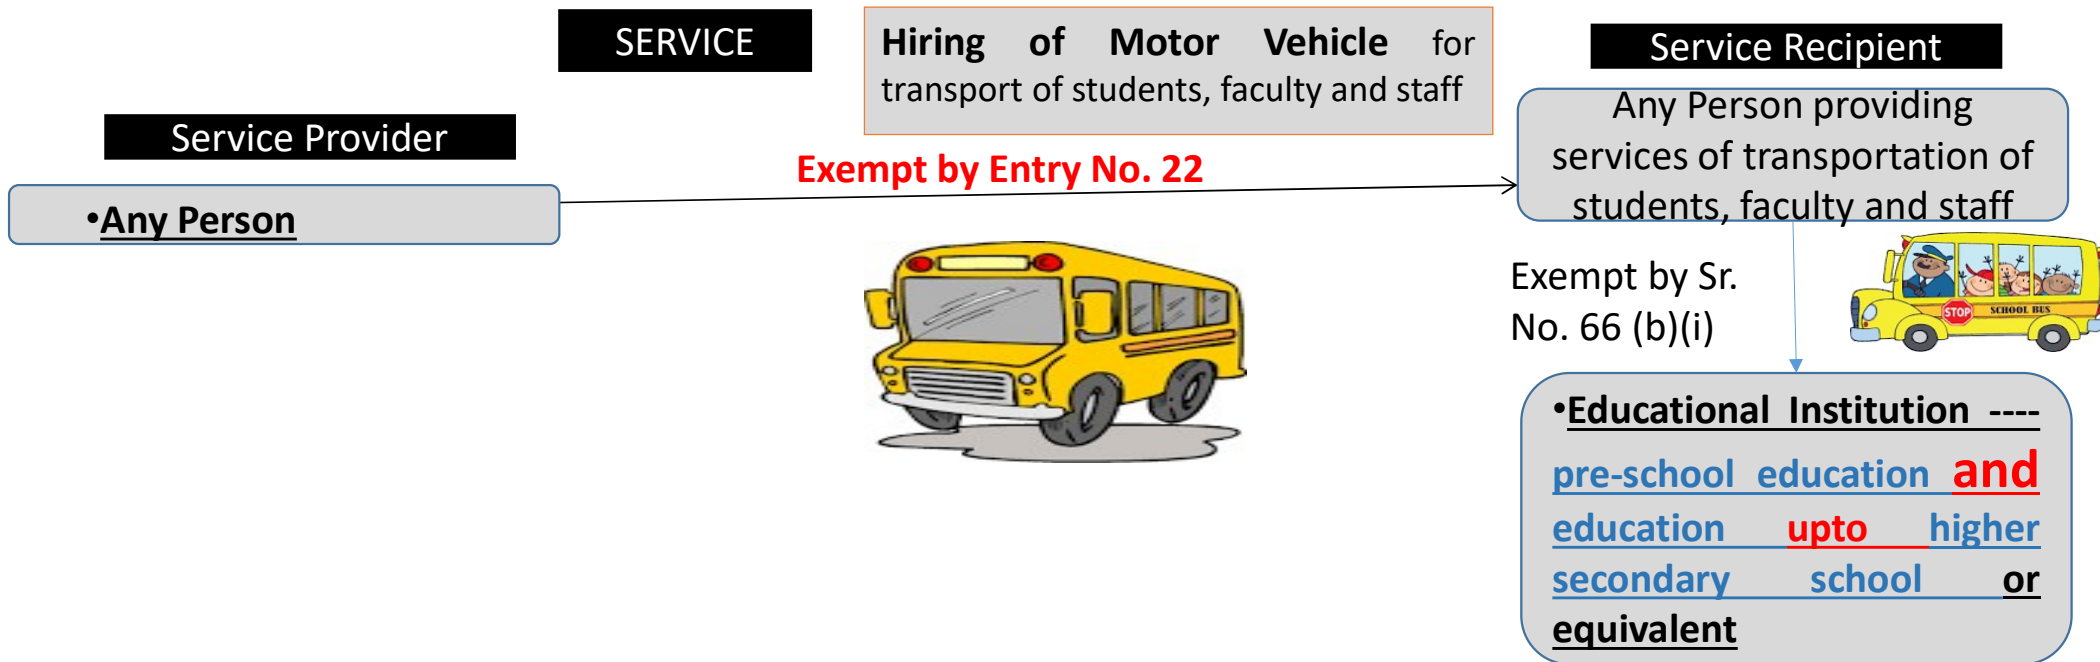 SERVICE
Hiring of Motor Vehicle for
transport of students, faculty and staff
Service Recipient
Service Provider
Any Person providing
services of transportation of
students, faculty and staff
Exempt by Entry No. 22
•Any Person
Exempt by Sr.
No. 66 (b)(i)
STOP
SCHOOL BUS
•Educational Institution ----
pre-school education and
education upto higher
secondary school or
equivalent